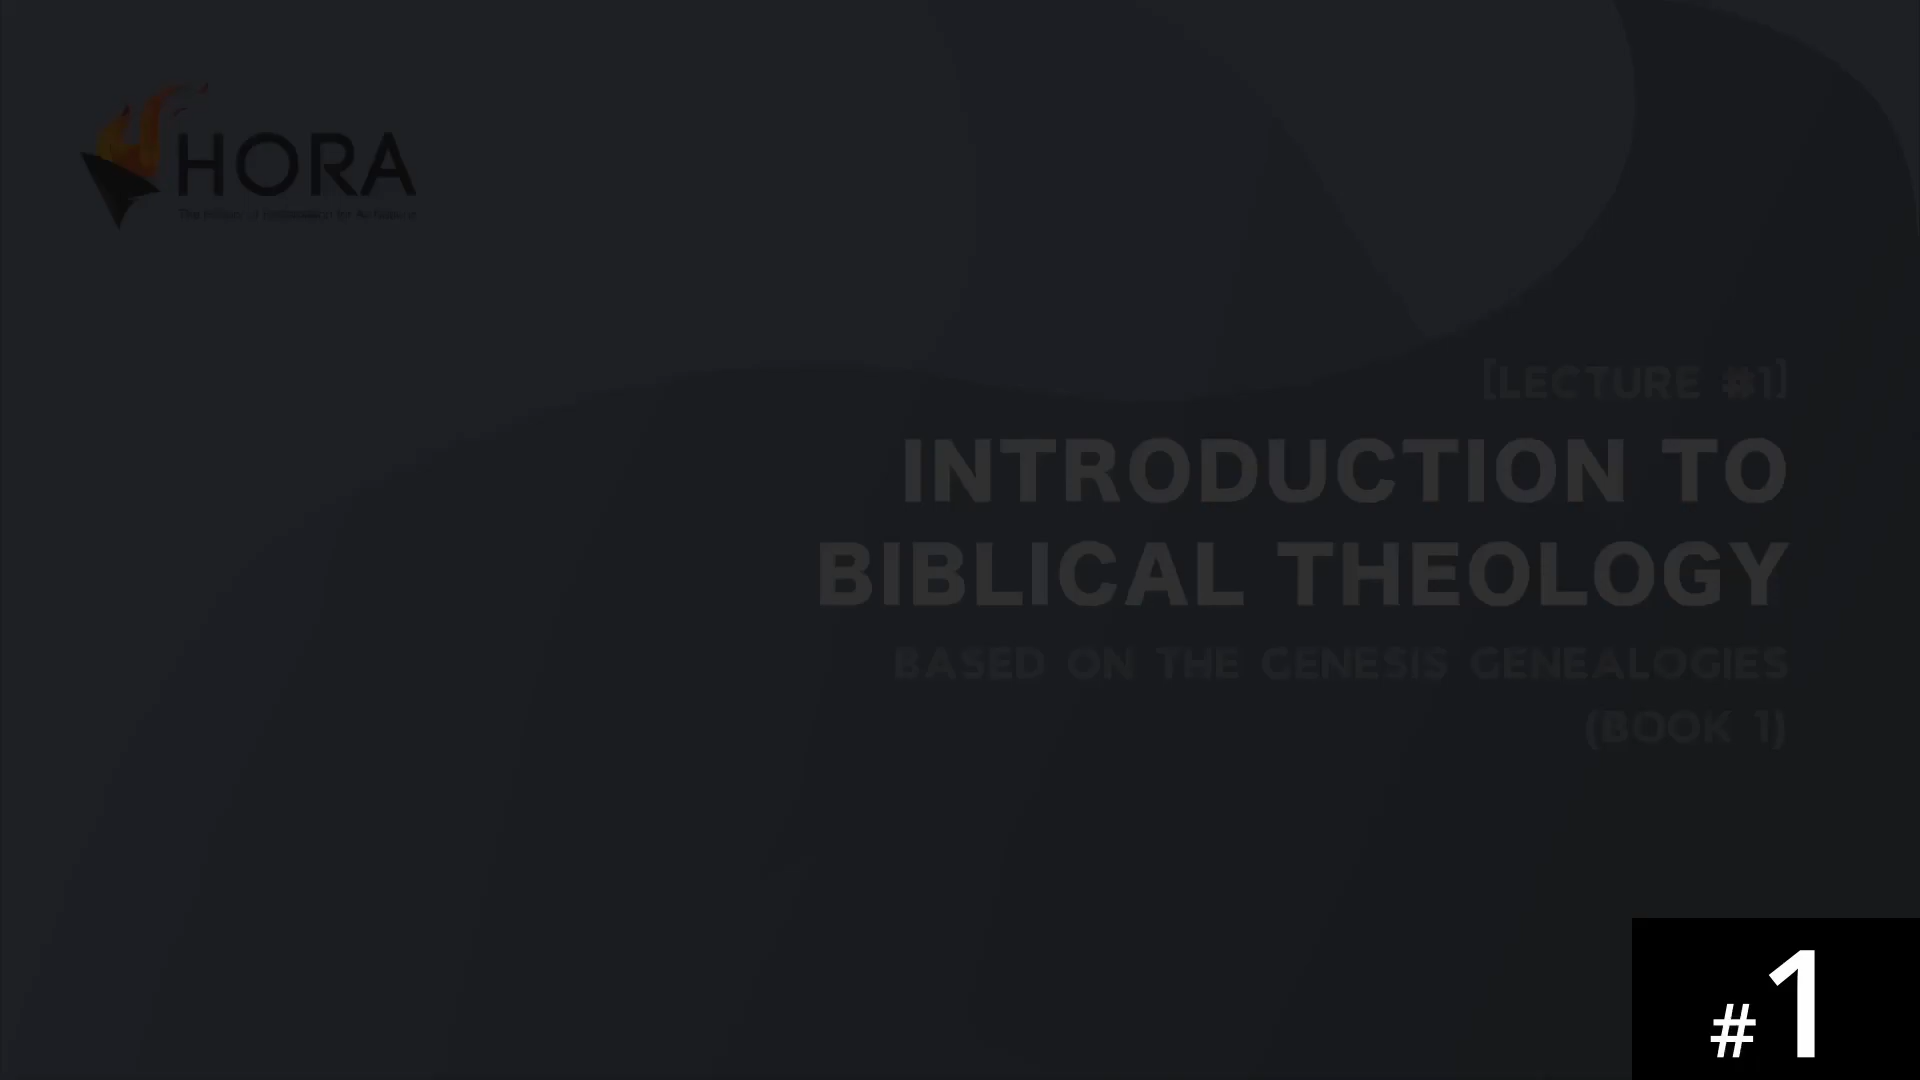 HORA
[LECTURE #1]
INTRODUCTION TO
BIBLICAL THEOLOGY
BASED ON THE GENESIS GENEALOGIES
(BOOK 1)
#1